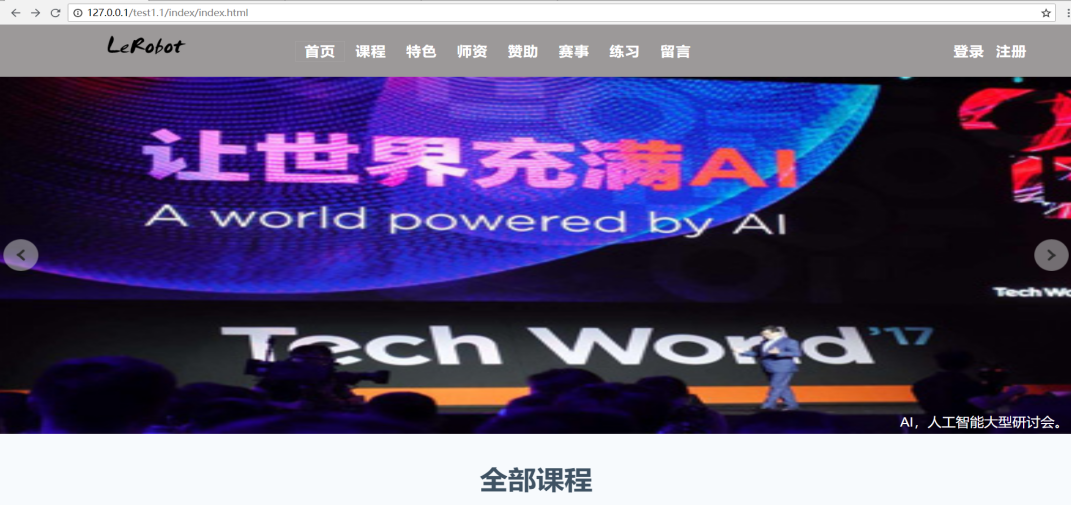 127.0.0.1/test1.1/index/index.html
LeRobot
首页 课程 特色 师资 赞助 赛事 练习 留言 登录 注册
让世界充满AI
A world powered by AI
Tech Wo
Tech World '17
AI，人工智能大型研讨会。
全部课程